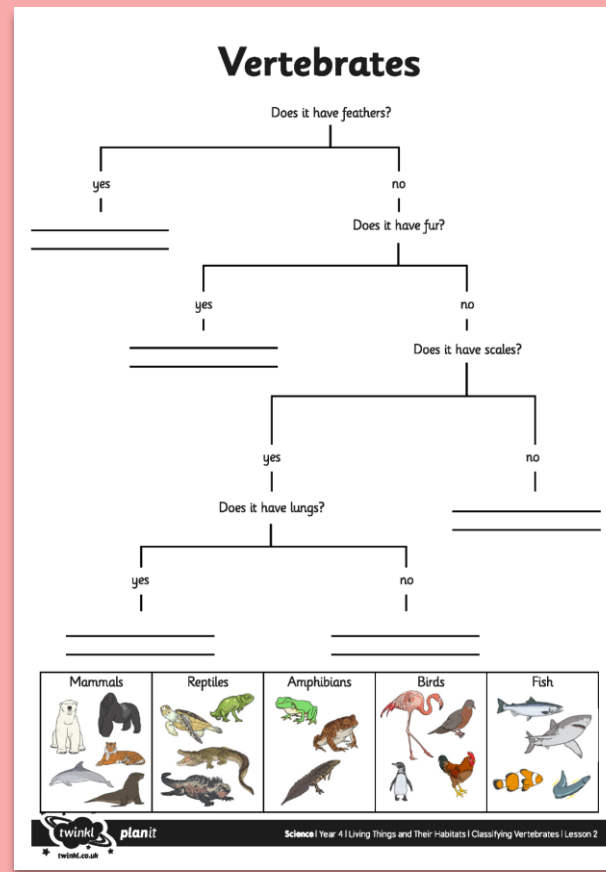 Vertebrates
Does it have feathers?
yes no
Does it have fur?
yes no
Does it have scales?
yes no
Does it have lungs?
yes no
Mammals Reptiles Amphibians Birds Fish
twinkl planit Science | Year 4 | Living Things and Their Habitats | Classifying Vertebrates | Lesson 2
twinkl.co.uk